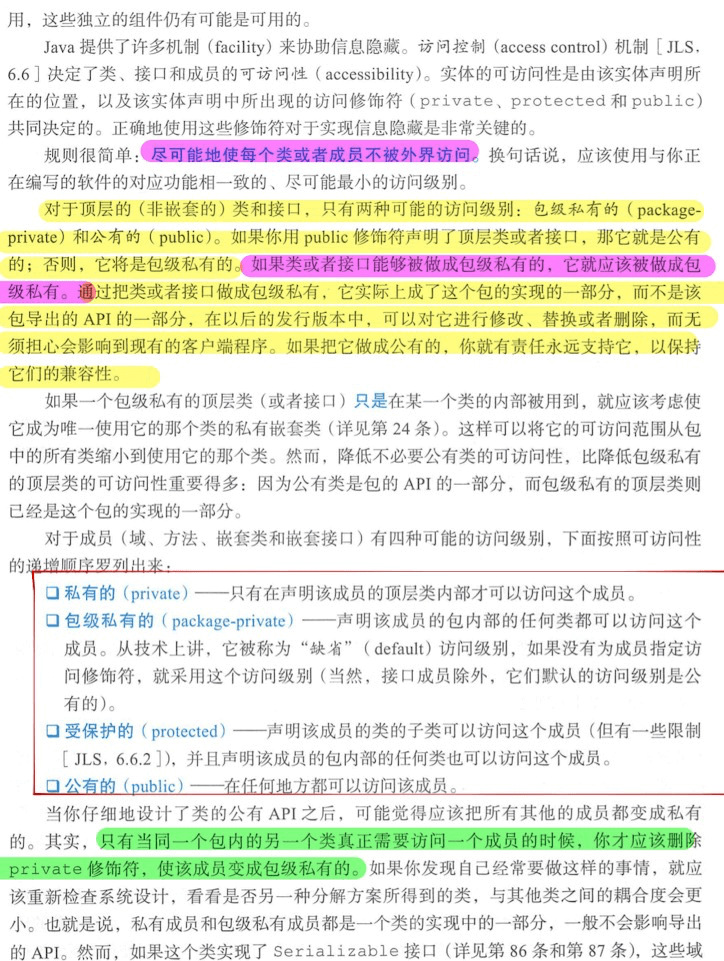 用，这些独立的组件仍有可能是可用的。
Java 提供了许多机制（facility）来协助信息隐藏。访问控制（access control）机制［JLS，
6.6］决定了类、接口和成员的可访问性（accessibility）。实体的可访问性是由该实体声明所
在的位置，以及该实体声明中所出现的访问修饰符（private、protected 和 public）
共同决定的。正确地使用这些修饰符对于实现信息隐藏是非常关键的。
规则很简单：尽可能地使每个类或者成员不被外界访问。换句话说，应该使用与你正
在编写的软件的对应功能相一致的、尽可能最小的访问级别。
对于顶层的（非嵌套的）类和接口，只有两种可能的访问级别：包级私有的（package-
private）和公有的（public）。如果你用 public 修饰符声明了顶层类或者接口，那它就是公有
的；否则，它将是包级私有的。如果类或者接口能够被做成包级私有的，它就应该被做成包
级私有。通过把类或者接口做成包级私有，它实际上成了这个包的实现的一部分，而不是该
包导出的 API 的一部分，在以后的发行版本中，可以对它进行修改、替换或者删除，而无
须担心会影响到现有的客户端程序。如果把它做成公有的，你就有责任永远支持它，以保持
它们的兼容性。
如果一个包级私有的顶层类（或者接口）只是在某一个类的内部被用到，就应该考虑使
它成为唯一使用它的那个类的私有嵌套类（详见第 24 条）。这样可以将它的可访问范围从包
中的所有类缩小到使用它的那个类。然而，降低不必要公有类的可访问性，比降低包级私有
的顶层类的可访问性重要得多：因为公有类是包的 API 的一部分，而包级私有的顶层类则
已经是这个包的实现的一部分。
对于成员（域、方法、嵌套类和嵌套接口）有四种可能的访问级别，下面按照可访问性
的递增顺序罗列出来：
❑ 私有的（private）——只有在声明该成员的顶层类内部才可以访问这个成员。
❑ 包级私有的（package-private）——声明该成员的包内部的任何类都可以访问这个
成员。从技术上讲，它被称为“缺省”（default）访问级别，如果没有为成员指定访
问修饰符，就采用这个访问级别（当然，接口成员除外，它们默认的访问级别是公
有的）。
❑ 受保护的（protected）——声明该成员的类的子类可以访问这个成员（但有一些限制
［JLS，6.6.2］），并且声明该成员的包内部的任何类也可以访问这个成员。
❑ 公有的（public）——在任何地方都可以访问该成员。
当你仔细地设计了类的公有 API 之后，可能觉得应该把所有其他的成员都变成私有
的。其实，只有当同一个包内的另一个类真正需要访问一个成员的时候，你才应该删除
private 修饰符，使该成员变成包级私有的。如果你发现自己经常要做这样的事情，就应
该重新检查系统设计，看看是否另一种分解方案所得到的类，与其他类之间的耦合度会更
小。也就是说，私有成员和包级私有成员都是一个类的实现中的一部分，一般不会影响导出
的 API。然而，如果这个类实现了 Serializable 接口（详见第 86 条和第 87 条），这些域